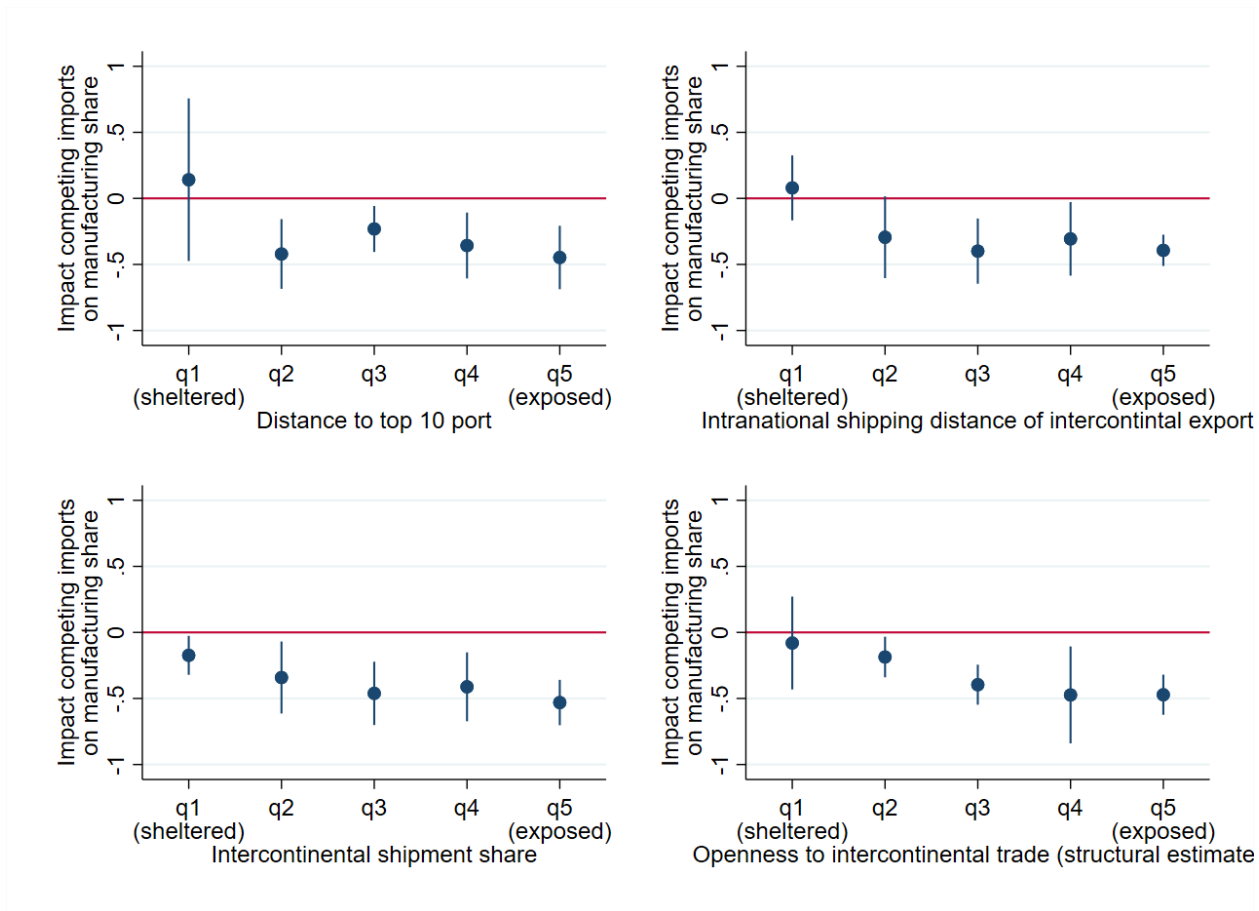 Impact competing imports
on manufacturing share
1
.5
0
-.5
-1
q1
(sheltered)
q2
q3
q4
q5
(exposed)
Distance to top 10 port
Impact competing imports
on manufacturing share
1
.5
0
-.5
-1
q1
(sheltered)
q2
q3
q4
q5
(exposed)
Intranational shipping distance of intercontintal export
Impact competing imports
on manufacturing share
1
.5
0
-.5
-1
q1
(sheltered)
q2
q3
q4
q5
(exposed)
Intercontinental shipment share
Impact competing imports
on manufacturing share
1
.5
0
-.5
-1
q1
(sheltered)
q2
q3
q4
q5
(exposed)
Openness to intercontinental trade (structural estimate